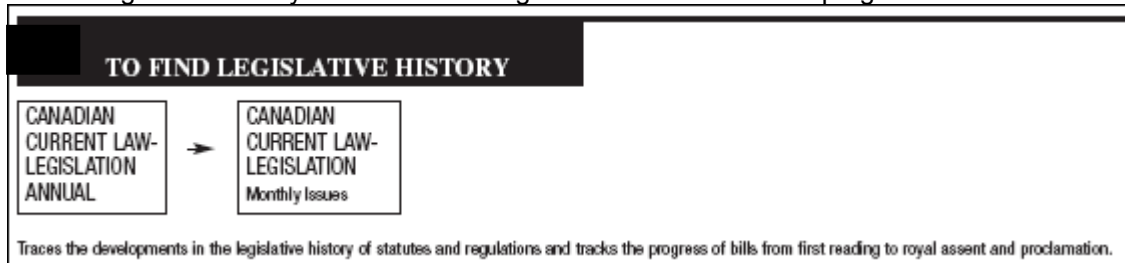 TO FIND LEGISLATIVE HISTORY
CANADIAN
CURRENT LAW-
LEGISLATION
ANNUAL
CANADIAN
CURRENT LAW-
LEGISLATION
Monthly Issues
Traces the developments in the legislative history of statutes and regulations and tracks the progress of bills from first reading to royal assent and proclamation.